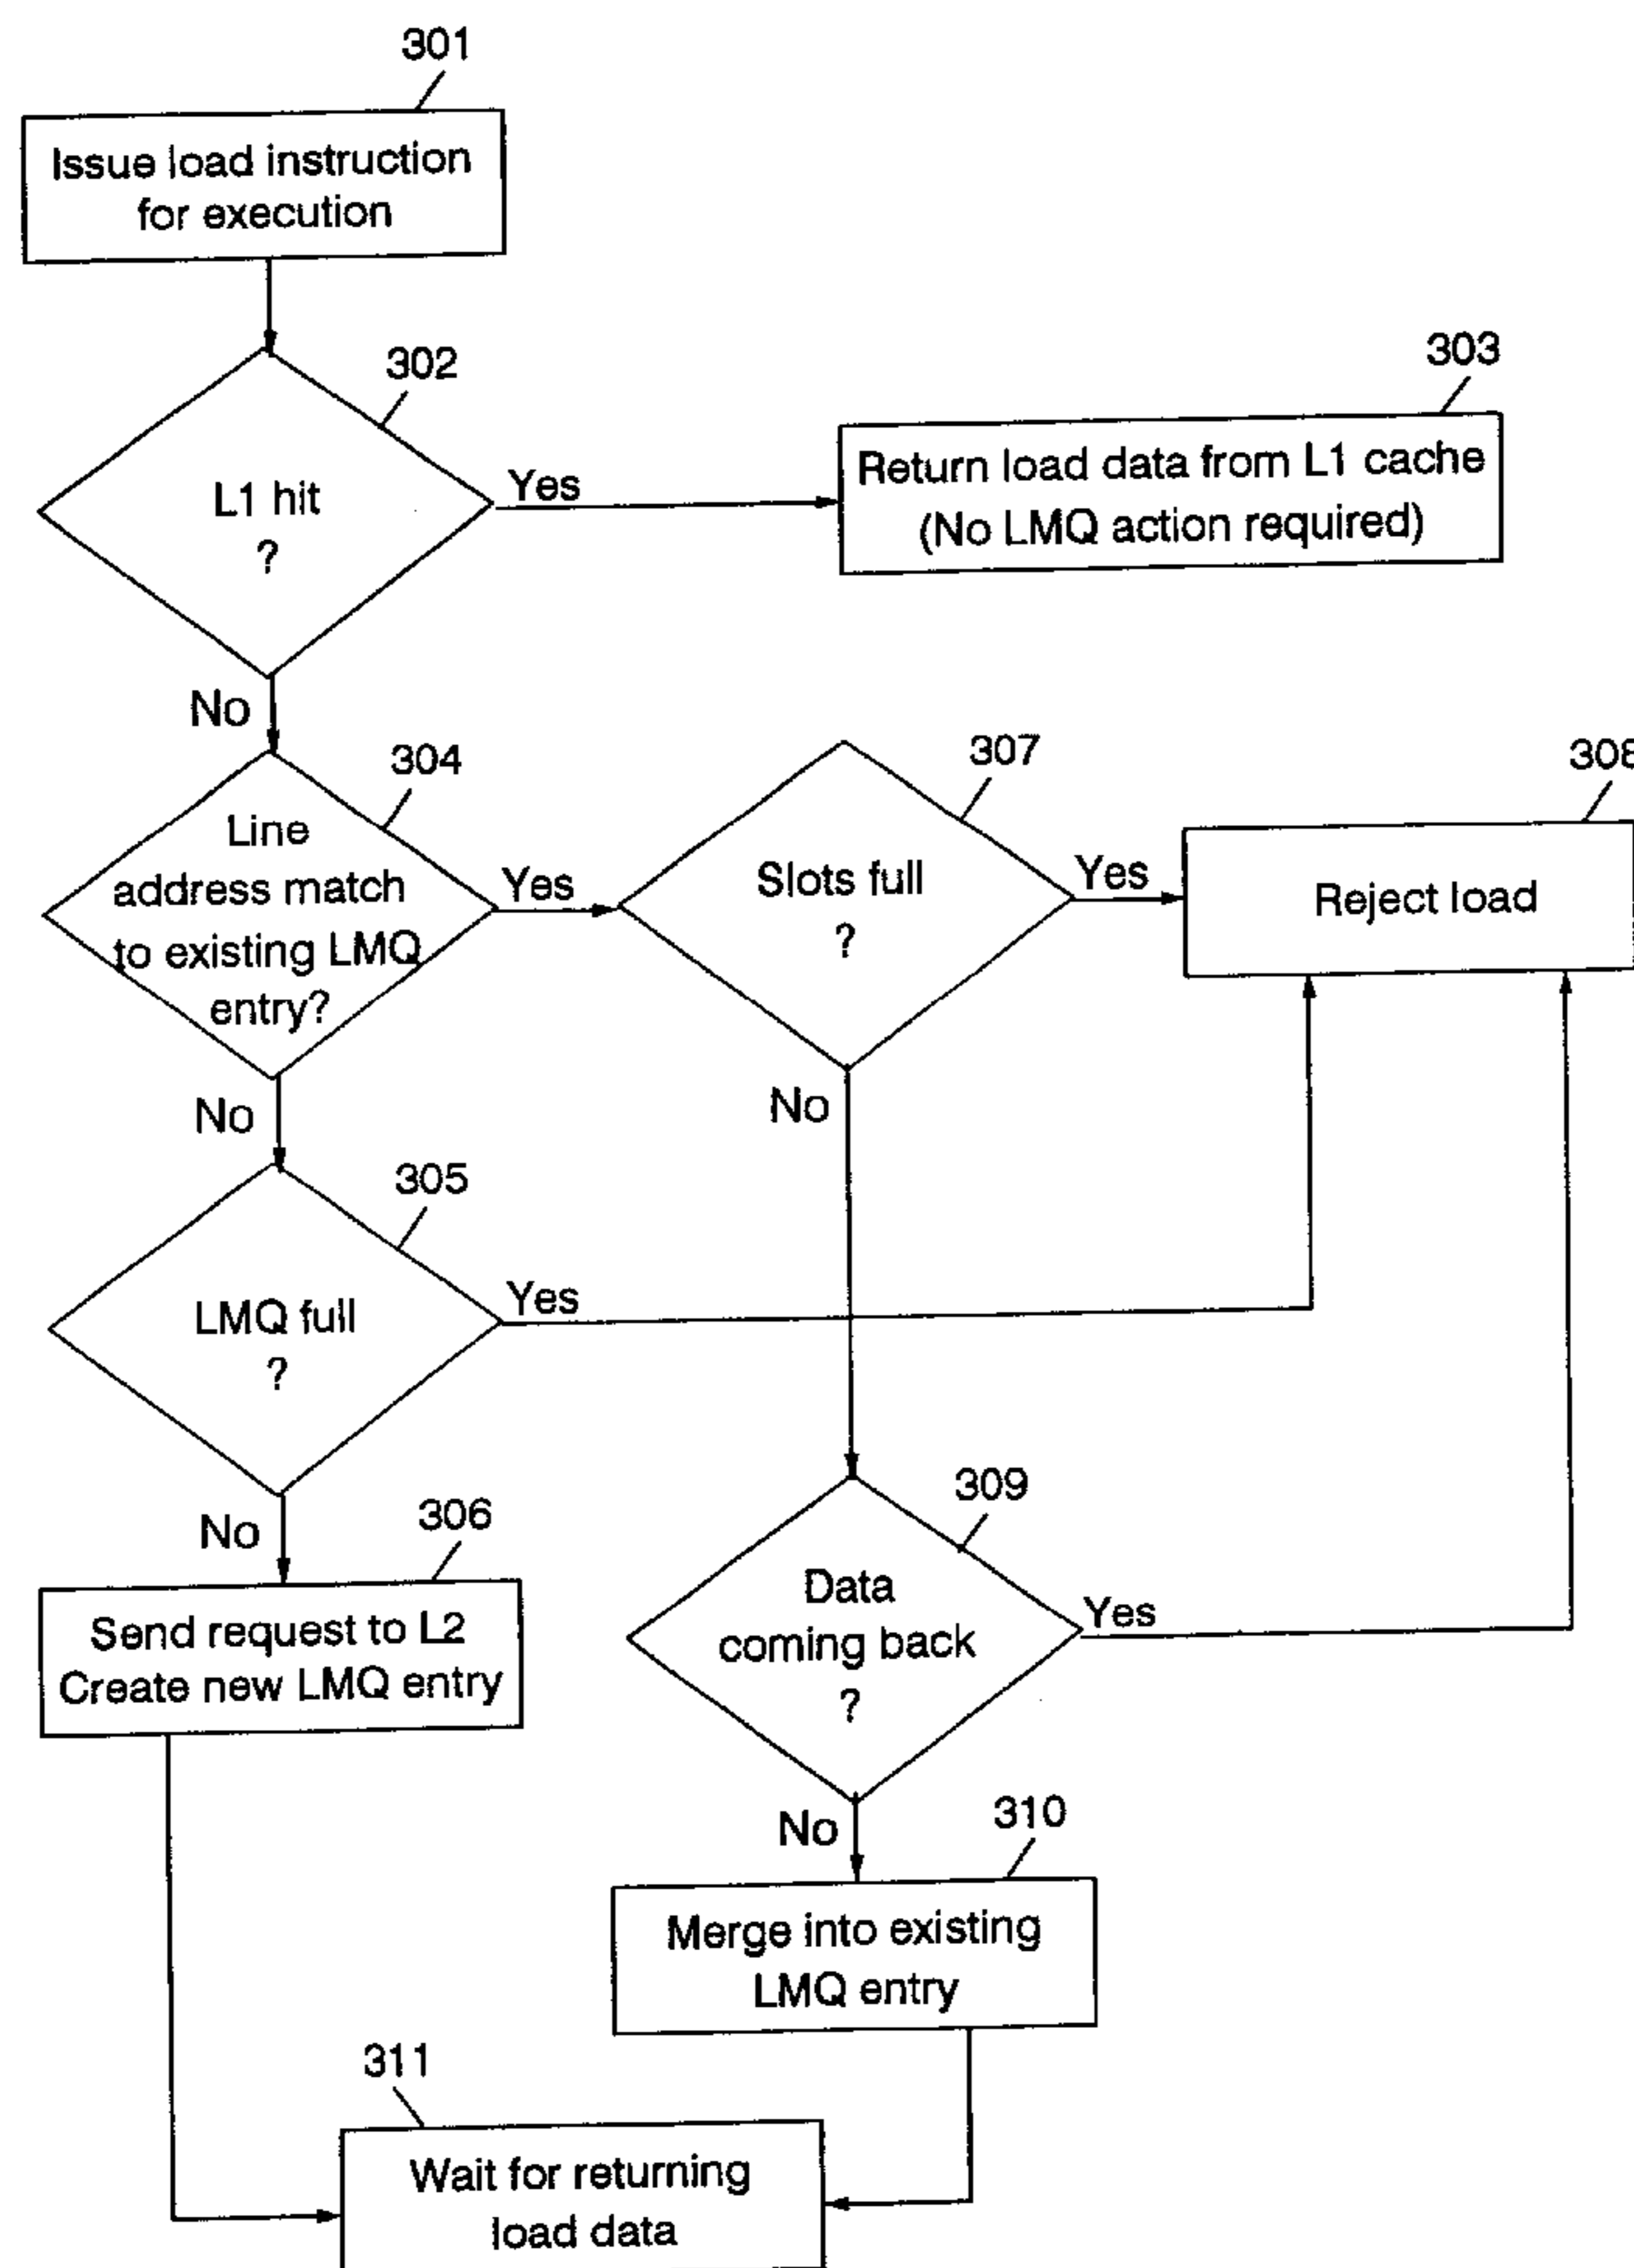 301
Issue load instruction
for execution
302
L1 hit
?
Yes
303
Return load data from L1 cache
(No LMQ action required)
No
304
Line
address match
to existing LMQ
entry?
Yes
307
Slots full
?
Yes
308
Reject load
No
No
305
LMQ full
?
Yes
No
306
Send request to L2
Create new LMQ entry
309
Data
coming back
?
Yes
No
310
Merge into existing
LMQ entry
311
Wait for returning
load data